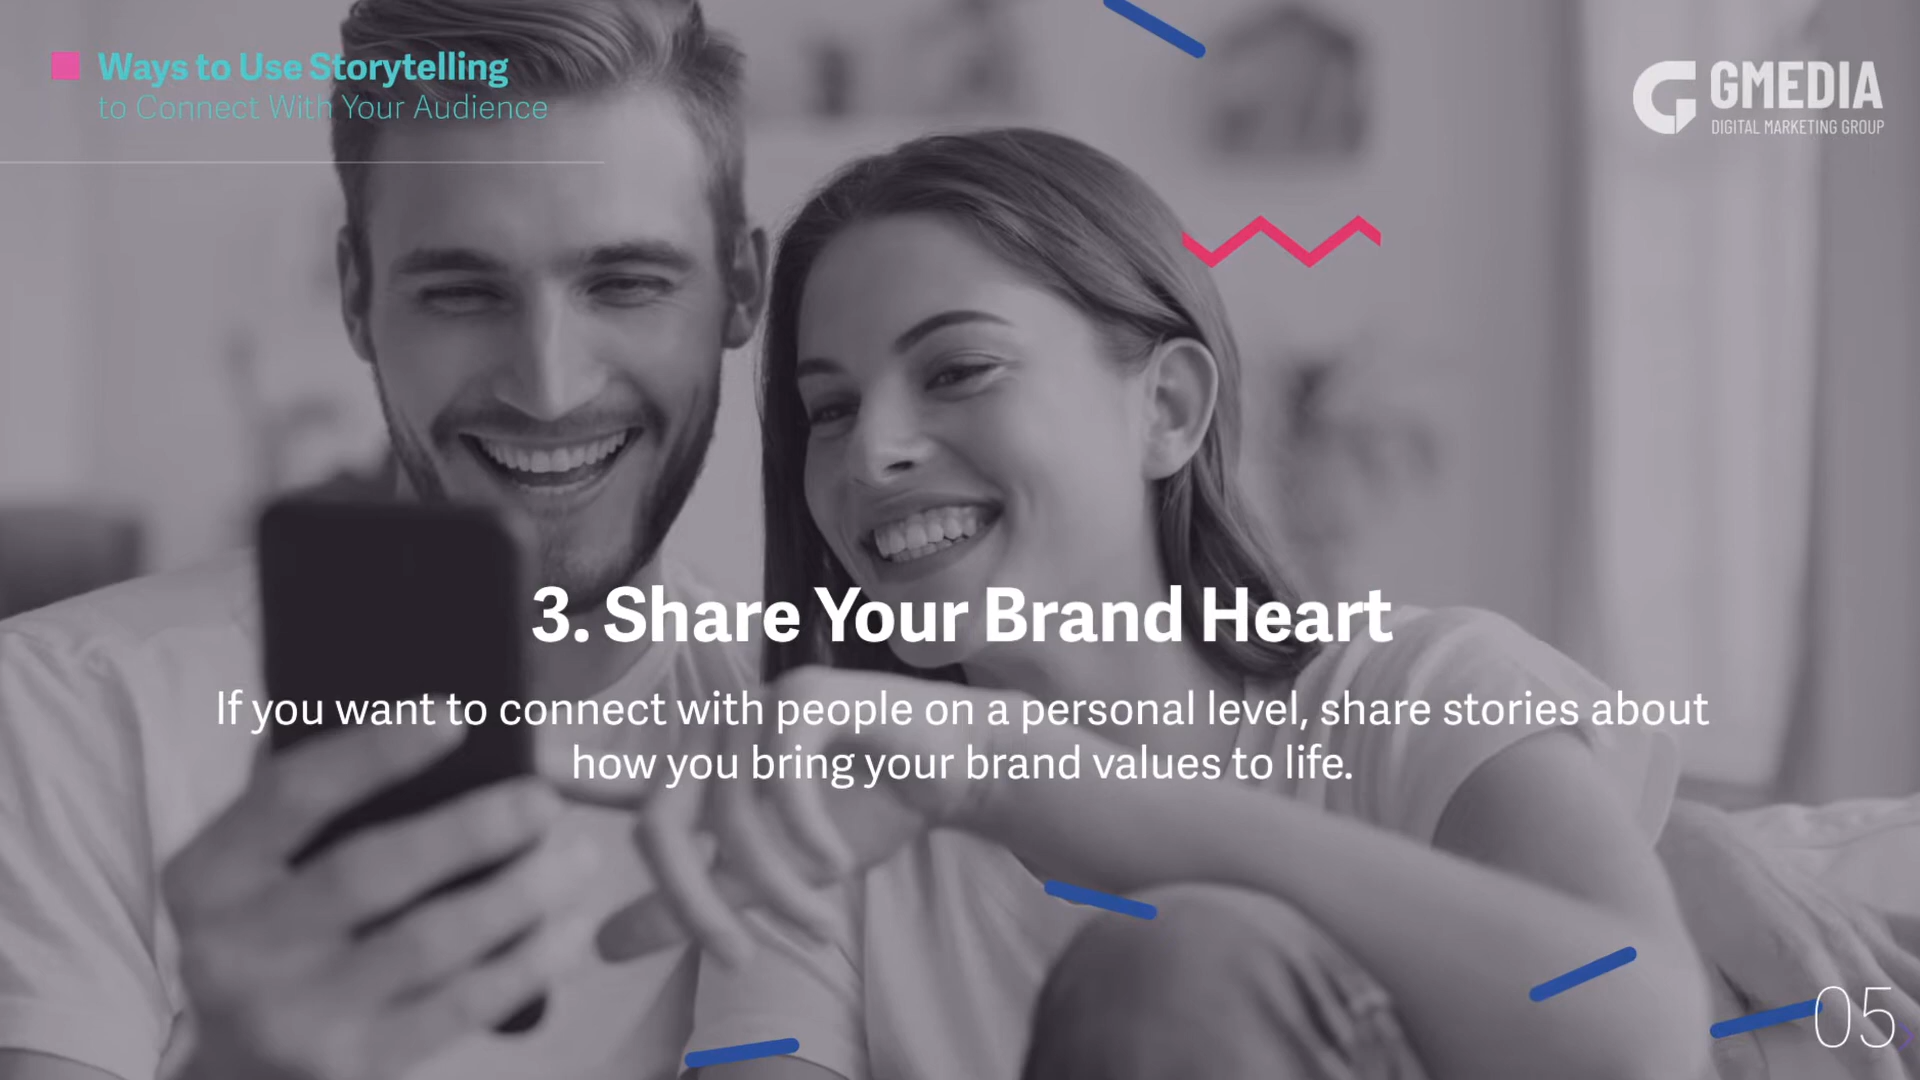 Ways to Use Storytelling
to Connect With Your Audience
GMEDIA
DIGITAL MARKETING GROUP
3. Share Your Brand Heart
If you want to connect with people on a personal level, share stories about
how you bring your brand values to life.
05